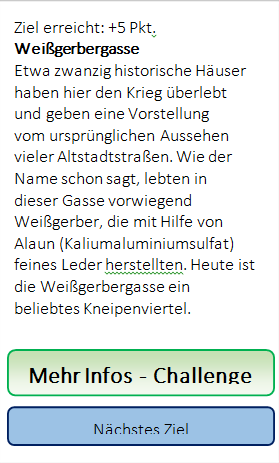 Ziel erreicht: +5 Pkt.
Weißgerbergasse
Etwa zwanzig historische Häuser
haben hier den Krieg überlebt
und geben eine Vorstellung
vom ursprünglichen Aussehen
vieler Altstadtstraßen. Wie der
Name schon sagt, lebten in
dieser Gasse vorwiegend
Weißgerber, die mit Hilfe von
Alaun (Kaliumaluminiumsulfat)
feines Leder herstellten. Heute ist
die Weißgerbergasse ein
beliebtes Kneipenviertel.
Mehr Infos - Challenge
Nächstes Ziel